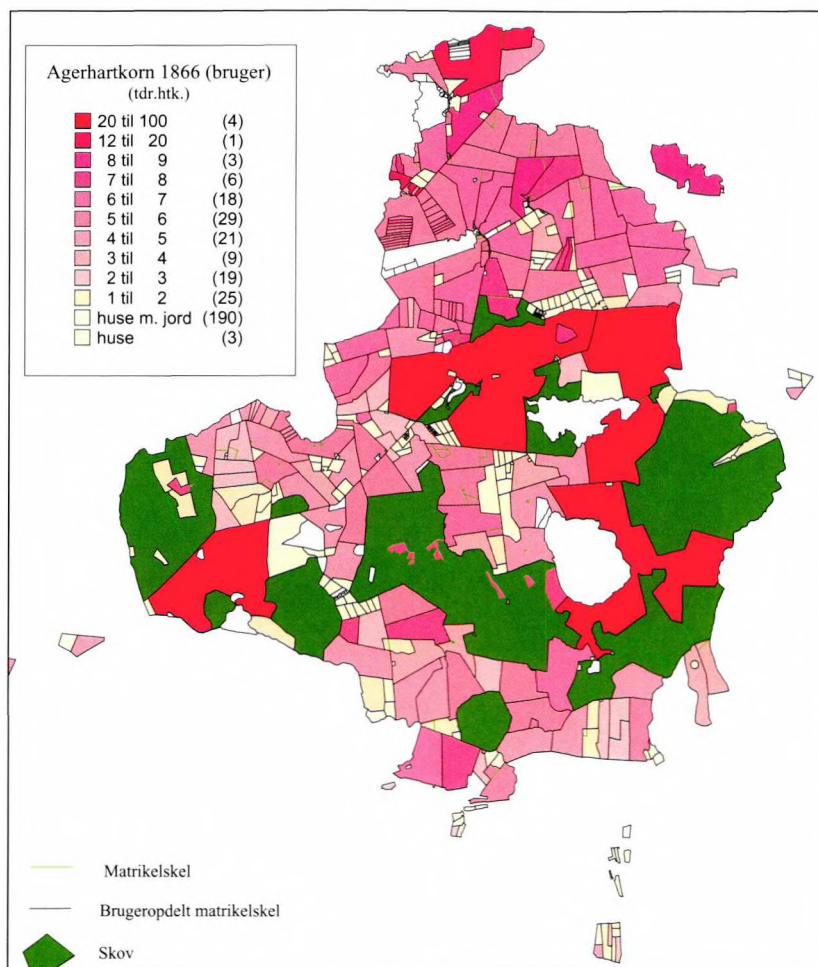 Agerhartkorn 1866 (bruger)
(tdr.htk.)
20 til 100 (4)
12 til 20 (1)
8 til 9 (3)
7 til 8 (6)
6 til 7 (18)
5 til 6 (29)
4 til 5 (21)
3 til 4 (9)
2 til 3 (19)
1 til 2 (25)
huse m. jord (190)
huse (3)
Matrikelskel
Brugeropdelt matrikelskel
Skov